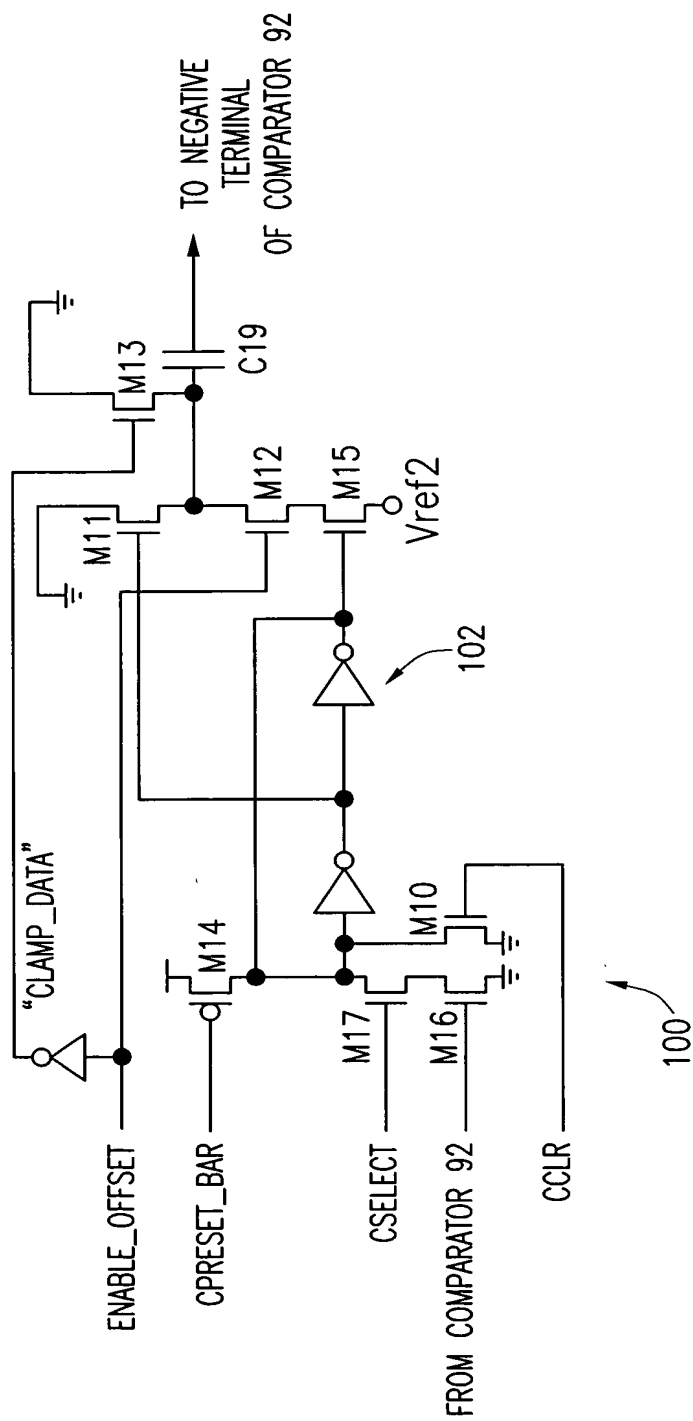 "CLAMP_DATA"
ENABLE_OFFSET
CPRESET_BAR
CSELECT
FROM COMPARATOR 92
CCLR
M14
M17
M16
M10
M11
M13
M12
M15
Vref2
C19
TO NEGATIVE
TERMINAL
OF COMPARATOR 92
102
100